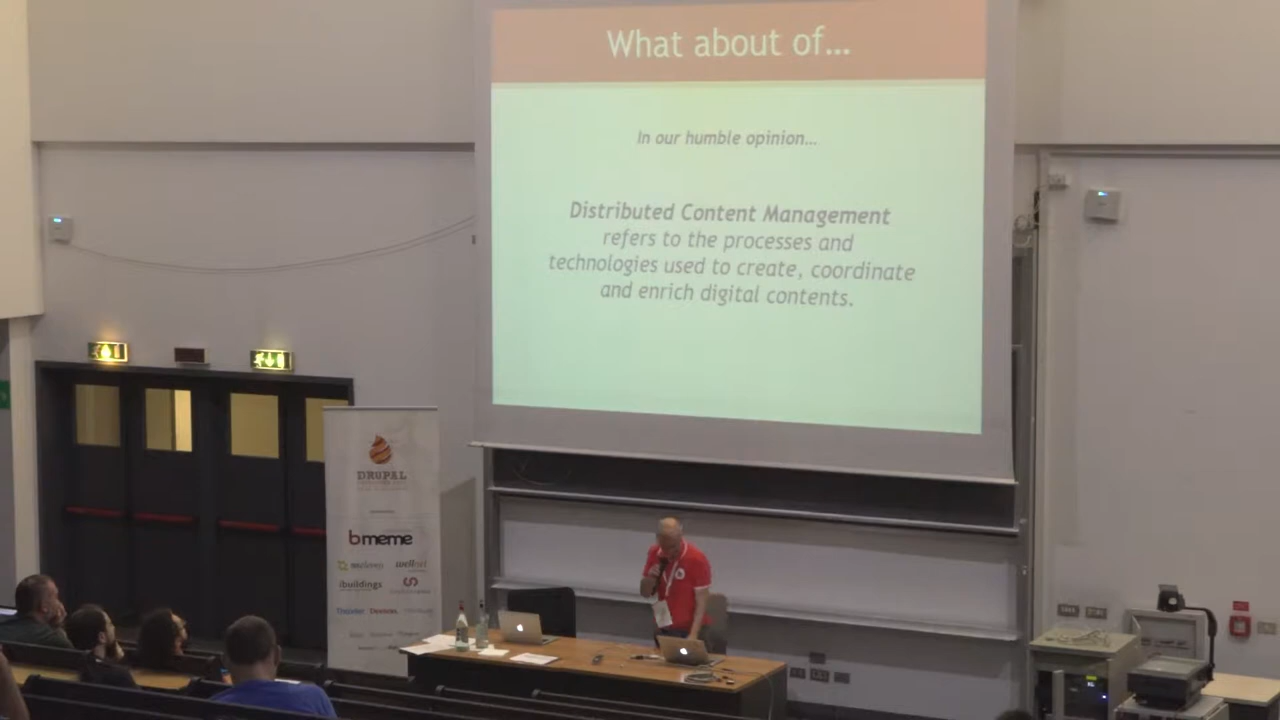 What about of...
In our humble opinion...
Distributed Content Management
refers to the processes and
technologies used to create, coordinate
and enrich digital contents.
DRUPAL
bmeme
wellnet
ibuildings